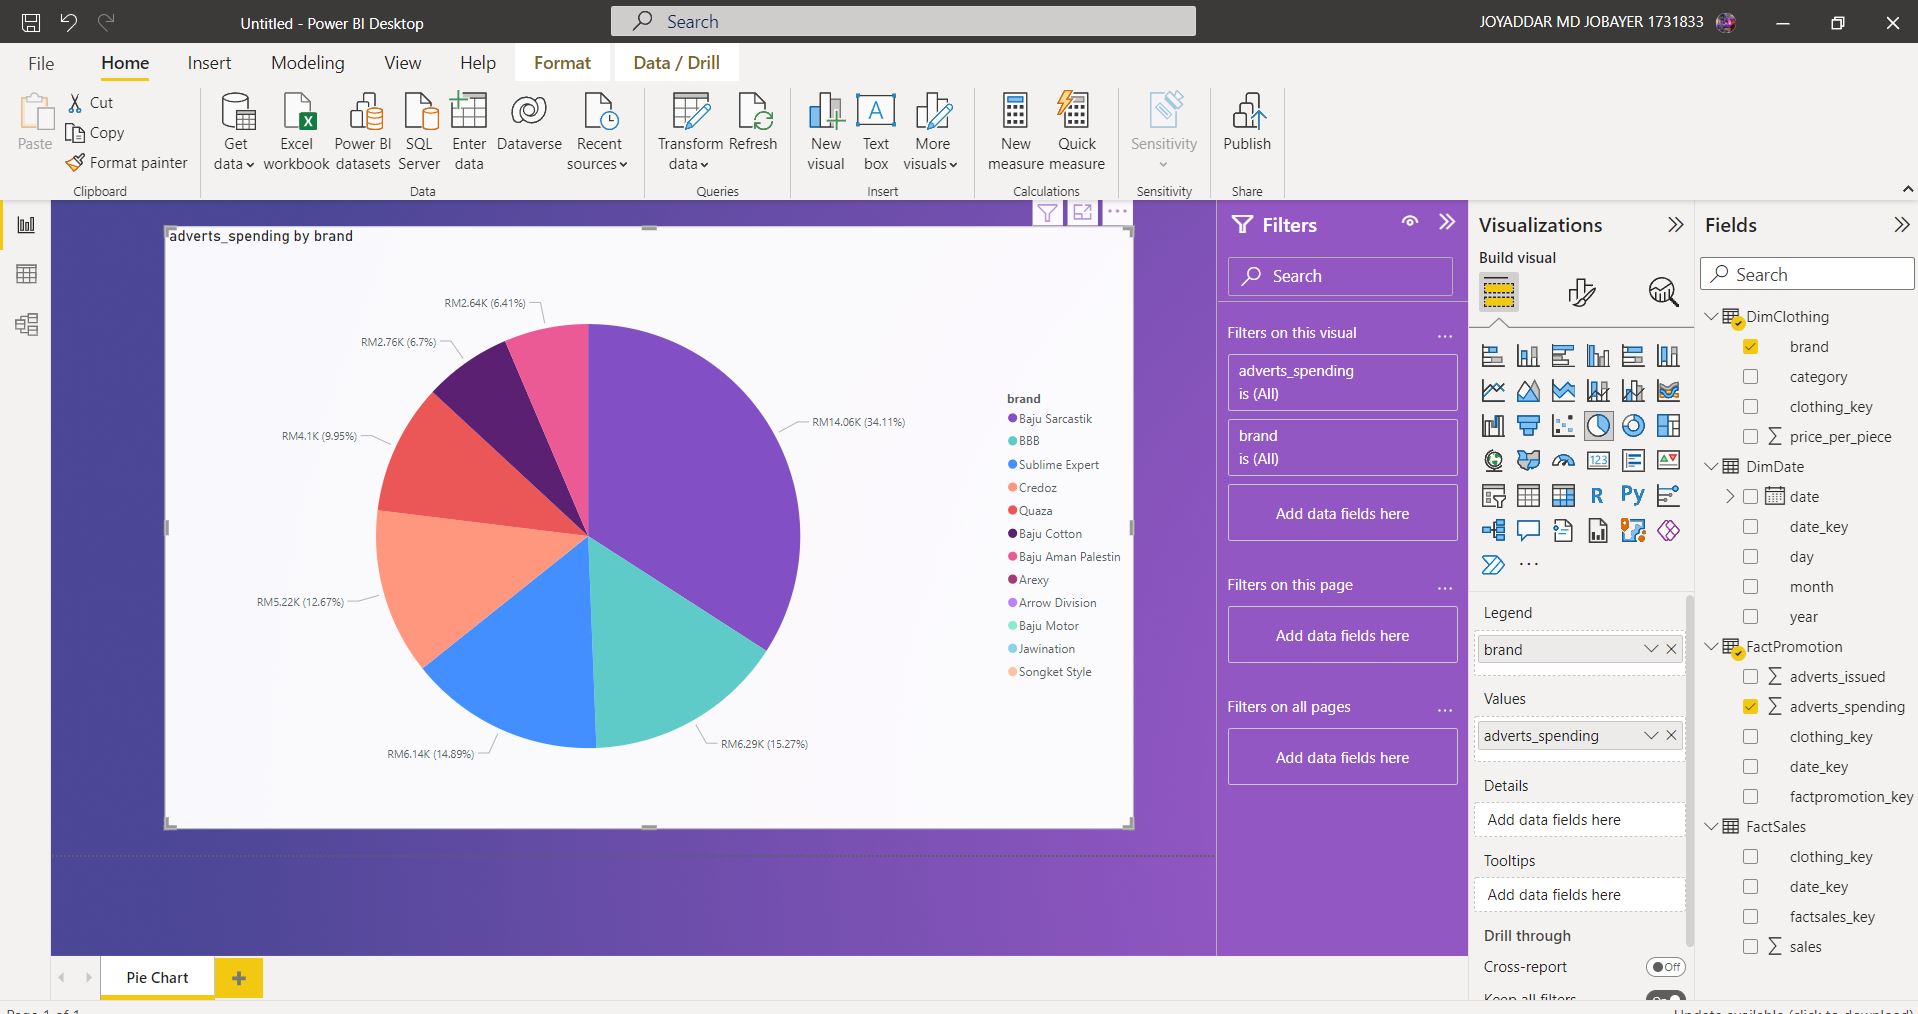 Untitled - Power BI Desktop
Search
JOYADDAR MD JOBAYER 1731833
File
Home
Insert
Modeling
View
Help
Format
Data / Drill
Paste
Cut
Copy
Format painter
Clipboard
Get data
Excel workbook
Power BI datasets
SQL Server
Enter data
Dataverse
Recent sources
Data
Transform data
Refresh
Queries
New visual
Text box
More visuals
Insert
New measure
Quick measure
Calculations
Sensitivity
Sensitivity
Publish
Share
adverts_spending by brand
RM2.64K (6.41%)
RM2.76K (6.7%)
RM14.06K (34.11%)
RM4.1K (9.95%)
RM5.22K (12.67%)
RM6.14K (14.89%)
RM6.29K (15.27%)
brand
Baju Sarcastik
BBB
Sublime Expert
Credoz
Quaza
Baju Cotton
Baju Aman Palestin
Arexy
Arrow Division
Baju Motor
Jawination
Songket Style
Filters
Search
Filters on this visual
adverts_spending
is (All)
brand
is (All)
Add data fields here
Filters on this page
Add data fields here
Filters on all pages
Add data fields here
Visualizations
Build visual
123
R
Py
Legend
brand
Values
adverts_spending
Details
Add data fields here
Tooltips
Add data fields here
Drill through
Cross-report
Off
Keep all filters
On
Fields
Search
DimClothing
brand
category
clothing_key
price_per_piece
DimDate
date
date_key
day
month
year
FactPromotion
adverts_issued
adverts_spending
clothing_key
date_key
factpromotion_key
FactSales
clothing_key
date_key
factsales_key
sales
Pie Chart
Page 1 of 1
Update available (click to download)